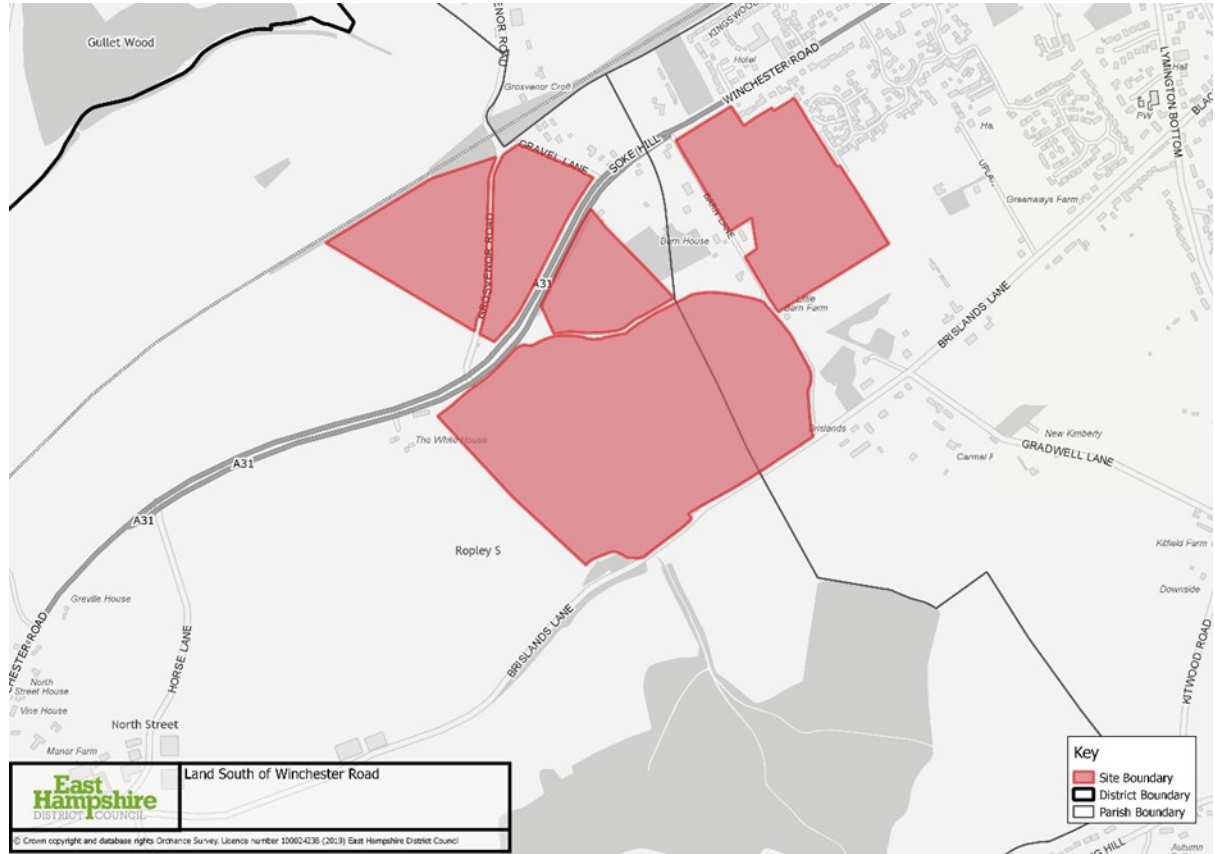 Gullet Wood
KINGSWOOD
Hotel
WINCHESTER ROAD
LYMINGTON BOTTOM
Hall
PW
Grosvenor Croft
GRAVEL LANE
SOKE HILL
Greenways Farm
BARN LANE
Barn House
GROSVENOR ROAD
A31
Little
Barn Farm
BRISLANDS LANE
The White House
Brislands
New Kimberly
Carmel F
GRADWELL LANE
A31
A31
Ropley S
Kitfield Farm
Downside
Greville House
BRISLANDS LANE
HORSE LANE
KITWOOD ROAD
CHESTER ROAD
North
Street House
Vine House
North Street
Manor Farm
Key
Site Boundary
District Boundary
Parish Boundary
East
Hampshire
DISTRICT COUNCIL
Land South of Winchester Road
© Crown copyright and database rights Ordnance Survey. Licence number 100024238 (2019) East Hampshire District Council
NG HILL
Autumn